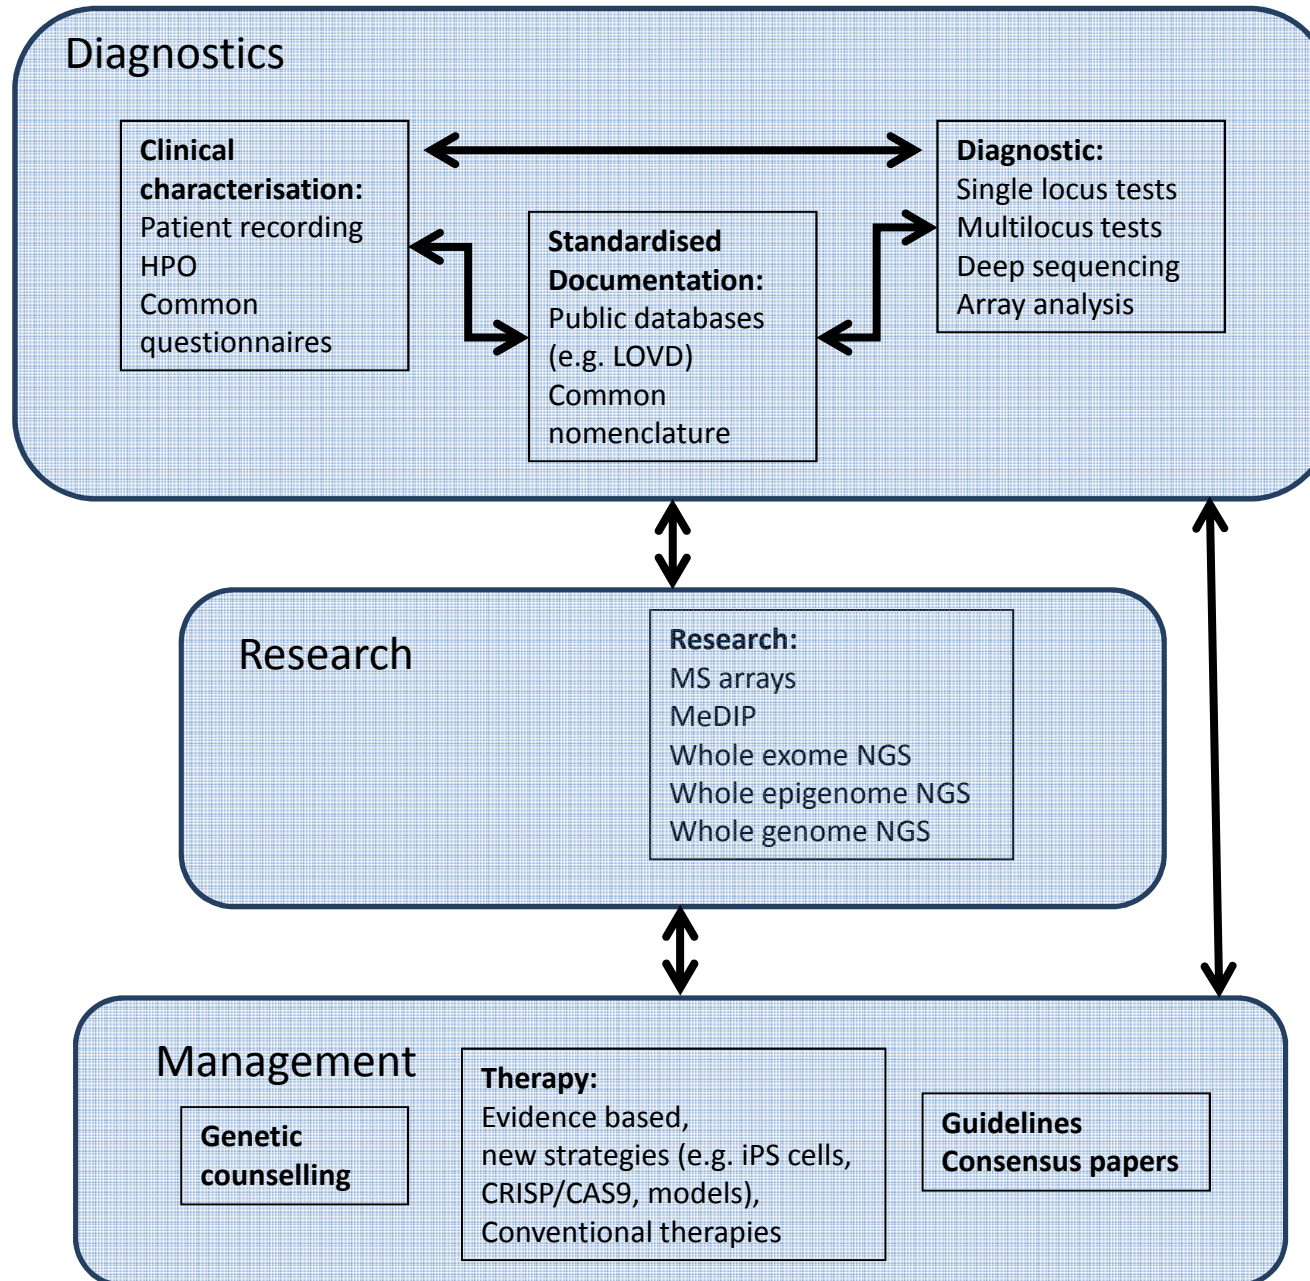 Diagnostics
Clinical
characterisation:
Patient recording
HPO
Common
questionnaires
Standardised
Documentation:
Public databases
(e.g. LOVD)
Common
nomenclature
Diagnostic:
Single locus tests
Multilocus tests
Deep sequencing
Array analysis
Research
Research:
MS arrays
MeDIP
Whole exome NGS
Whole epigenome NGS
Whole genome NGS
Management
Genetic
counselling
Therapy:
Evidence based,
new strategies (e.g. iPS cells,
CRISP/CAS9, models),
Conventional therapies
Guidelines
Consensus papers